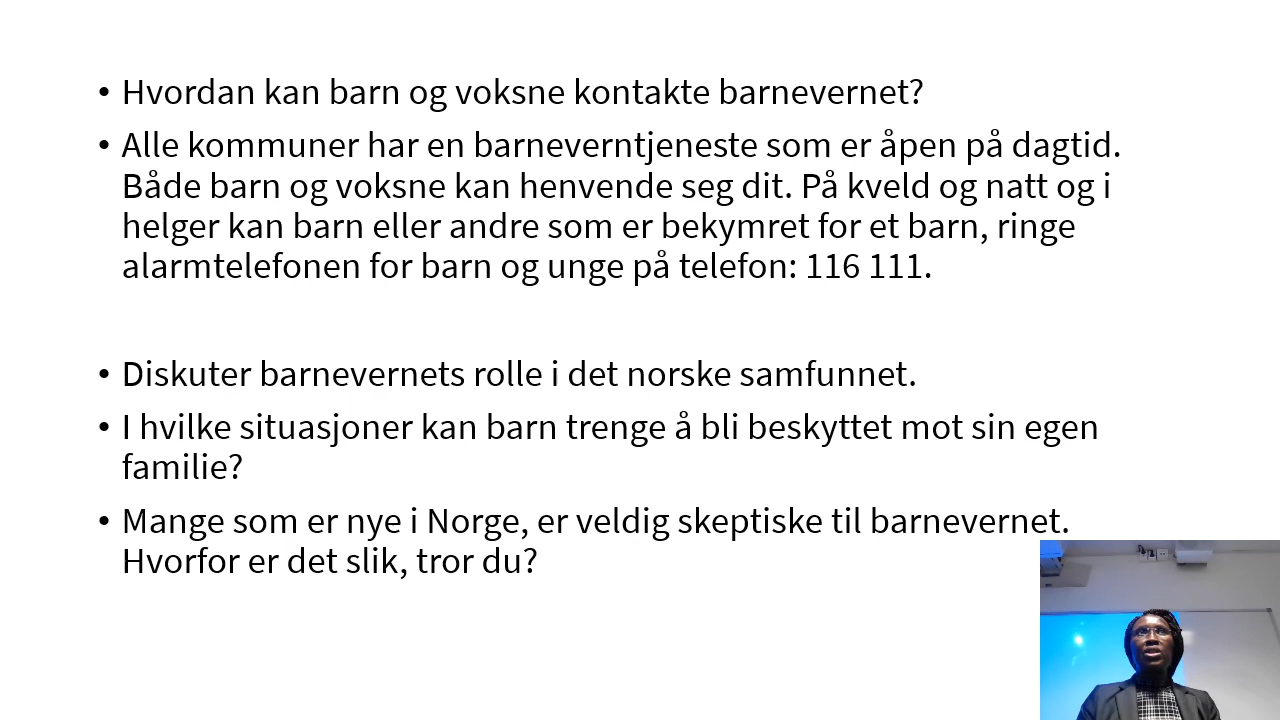 • Hvordan kan barn og voksne kontakte barnevernet?
• Alle kommuner har en barneverntjeneste som er åpen på dagtid.
Både barn og voksne kan henvende seg dit. På kveld og natt og i
helger kan barn eller andre som er bekymret for et barn, ringe
alarmtelefonen for barn og unge på telefon: 116 111.
• Diskuter barnevernets rolle i det norske samfunnet.
• I hvilke situasjoner kan barn trenge å bli beskyttet mot sin egen
familie?
• Mange som er nye i Norge, er veldig skeptiske til barnevernet.
Hvorfor er det slik, tror du?